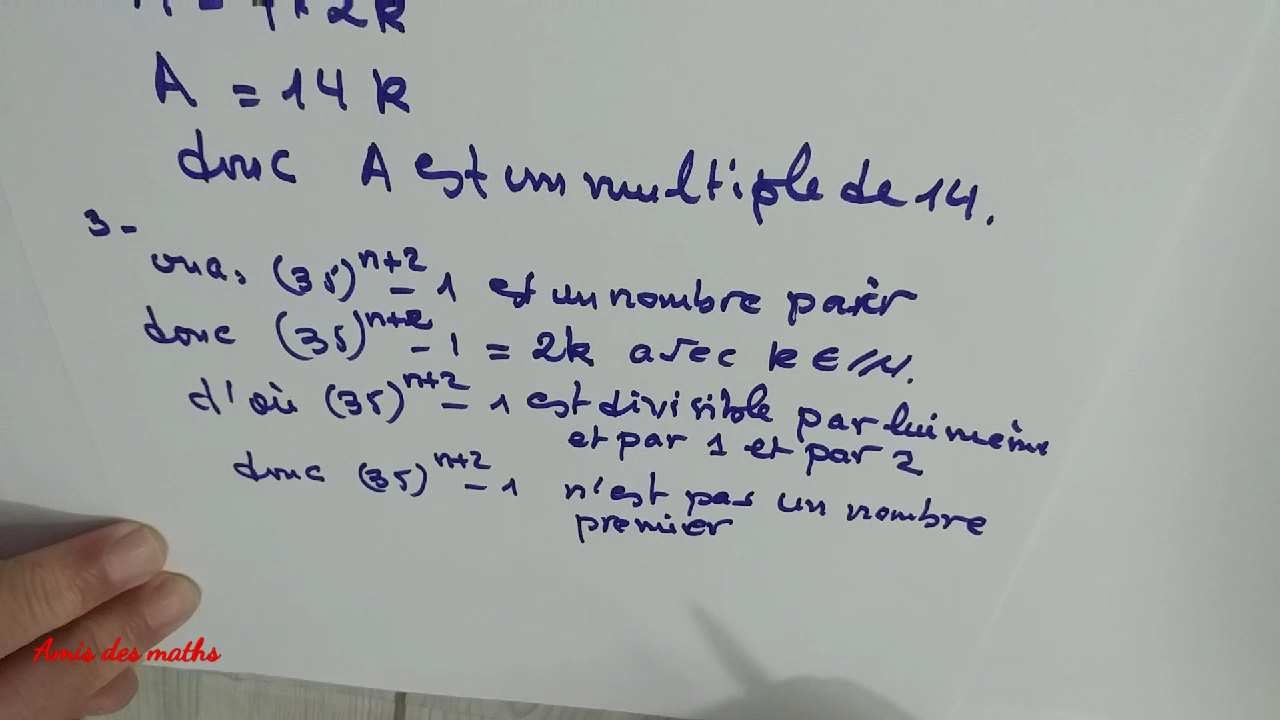 = 7 × 2k
A = 14 k
donc A est un multiple de 14.
3-
on a, (35)^{n+2} - 1 est un nombre pair
donc (35)^{n+2} - 1 = 2k avec k ∈ ℕ.
d'où (35)^{n+2} - 1 est divisible par lui même
et par 1 et par 2
donc (35)^{n+2} - 1 n'est pas un nombre
premier
Amis des maths